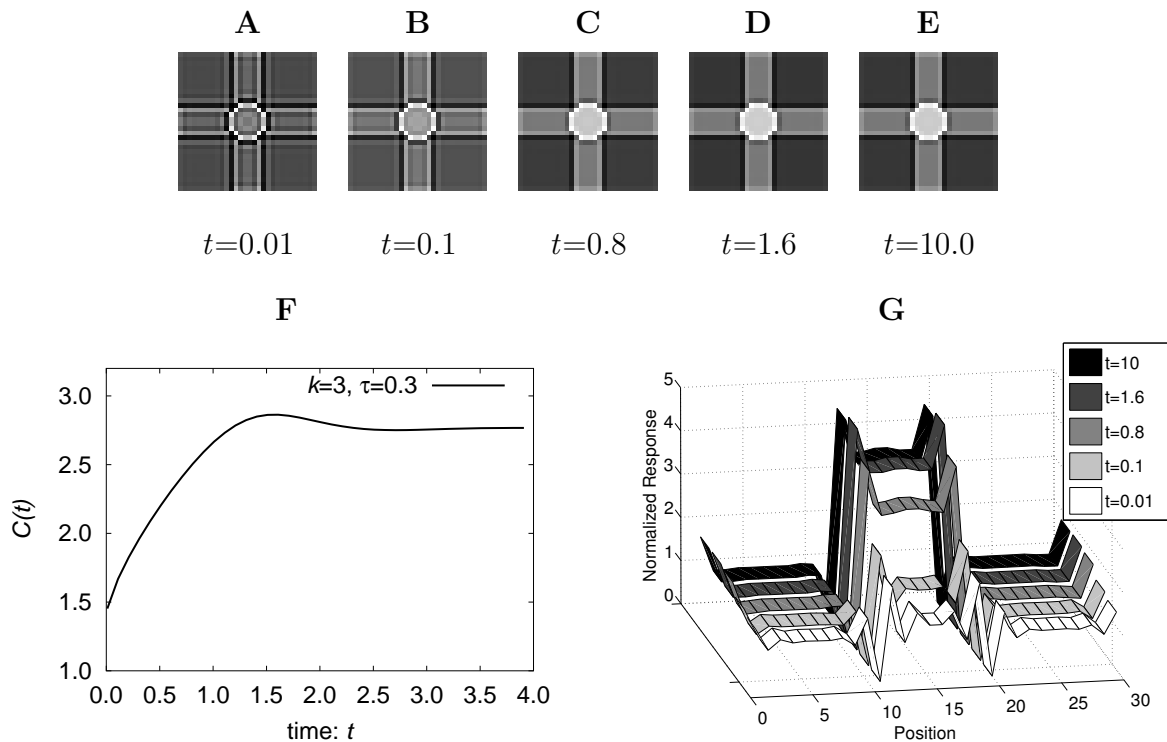 A B C D E
t=0.01 t=0.1 t=0.8 t=1.6 t=10.0
F G
k=3, τ=0.3
3.0
2.5
2.0
1.5
1.0
0.0 0.5 1.0 1.5 2.0 2.5 3.0 3.5 4.0
C(t)
time: t
t=10
t=1.6
t=0.8
t=0.1
t=0.01
5
4
3
2
1
0
Normalized Response
0 5 10 15 20 25 30
Position